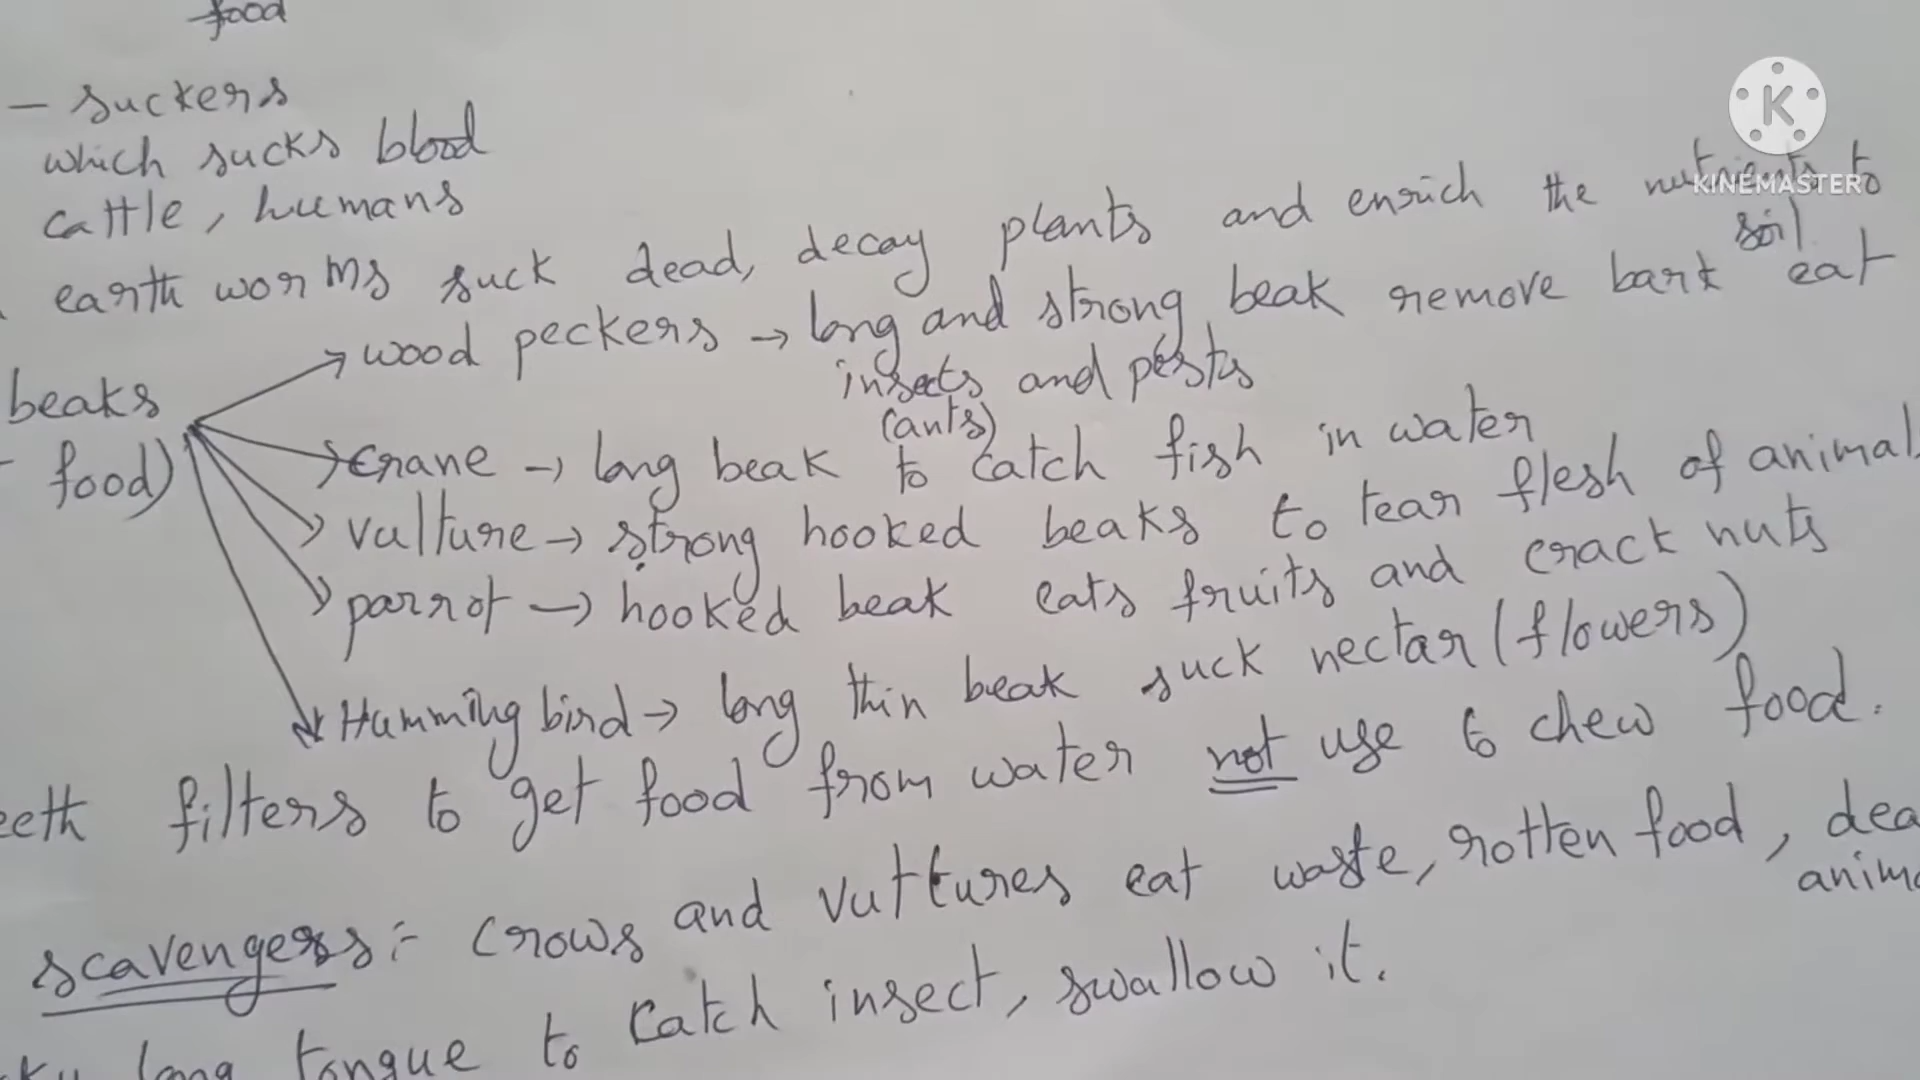 food
- suckers
which sucks blood
cattle, humans
earth worms suck dead, decay plants and enrich the nutrients to
soil
wood peckers → long and strong beak remove bark eat
insects and pests
(ants)
beaks
food)
crane → long beak to catch fish in water
vulture → strong hooked beaks to tear flesh of animals
parrot → hooked beak eats fruits and crack nuts
Humming bird → long thin beak suck nectar (flowers)
filters to get food from water not use to chew food.
scavengers:- crows and vultures eat waste, rotten food,
long tongue to catch insect, swallow it.
KINEMASTER